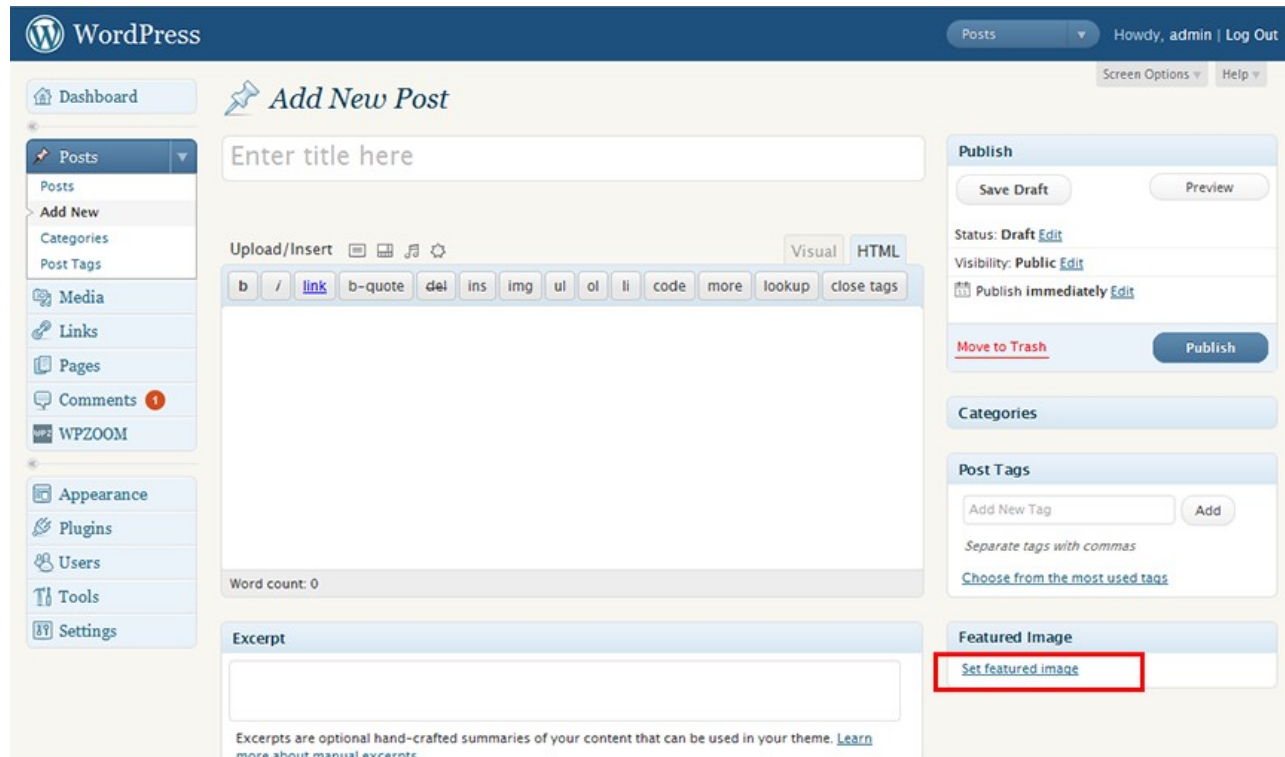 WordPress
Posts
Howdy, admin | Log Out
Screen Options
Help
Dashboard
Posts
Posts
Add New
Categories
Post Tags
Media
Links
Pages
Comments 1
WPZOOM
Appearance
Plugins
Users
Tools
Settings
Add New Post
Enter title here
Upload/Insert
Visual HTML
b i link b-quote del ins img ul ol li code more lookup close tags
Word count: 0
Excerpt
Excerpts are optional hand-crafted summaries of your content that can be used in your theme. Learn
more about manual excerpts.
Publish
Save Draft Preview
Status: Draft Edit
Visibility: Public Edit
Publish immediately Edit
Move to Trash Publish
Categories
Post Tags
Add New Tag Add
Separate tags with commas
Choose from the most used tags
Featured Image
Set featured image